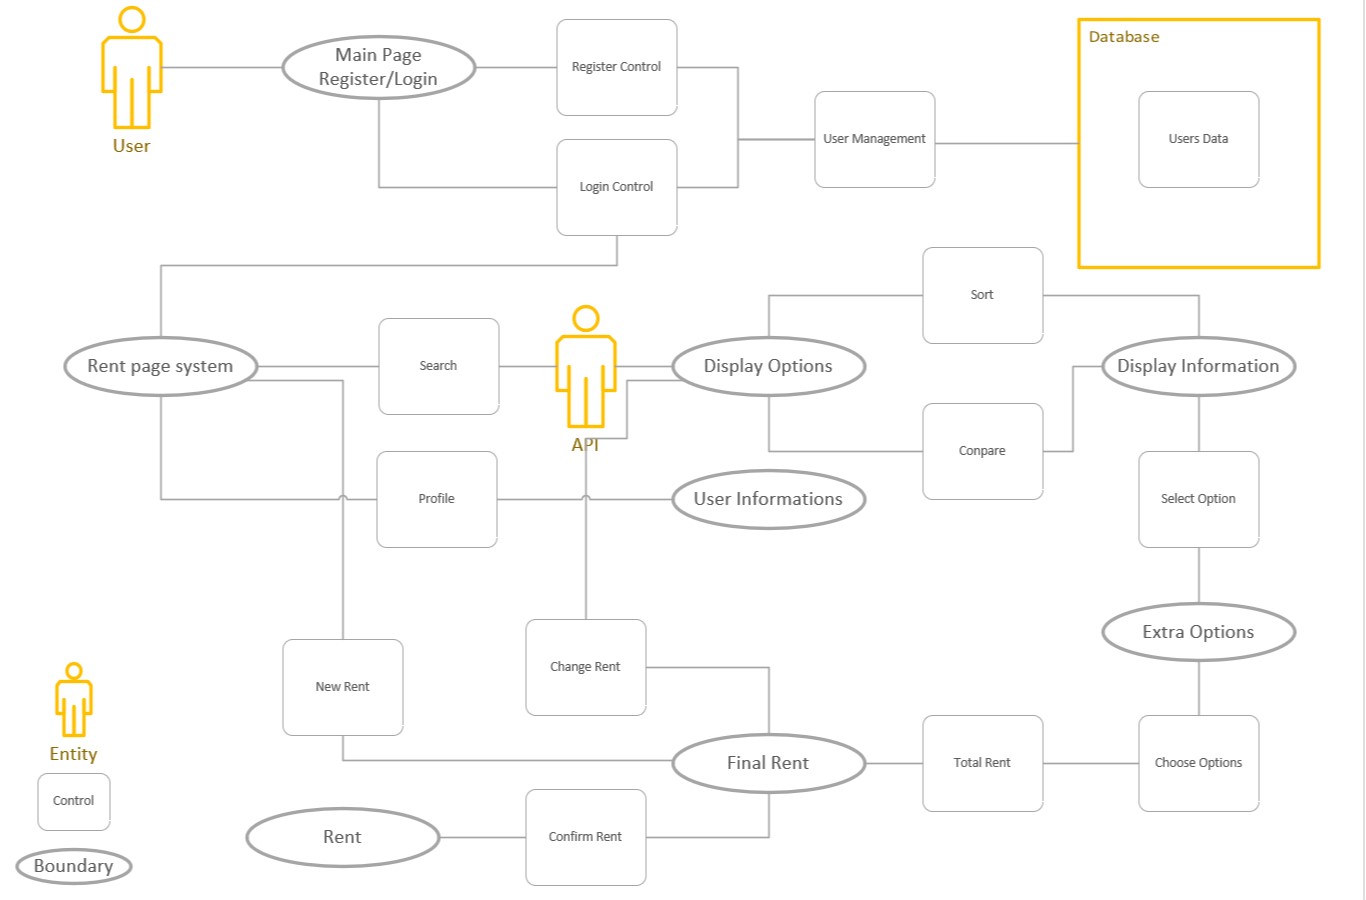 Main Page
Register/Login
Register Control
Database
User
User Management
Users Data
Login Control
Sort
Rent page system
Search
Display Options
Display Information
API
Conpare
Profile
User Informations
Select Option
Extra Options
New Rent
Change Rent
Entity
Final Rent
Total Rent
Choose Options
Control
Rent
Confirm Rent
Boundary